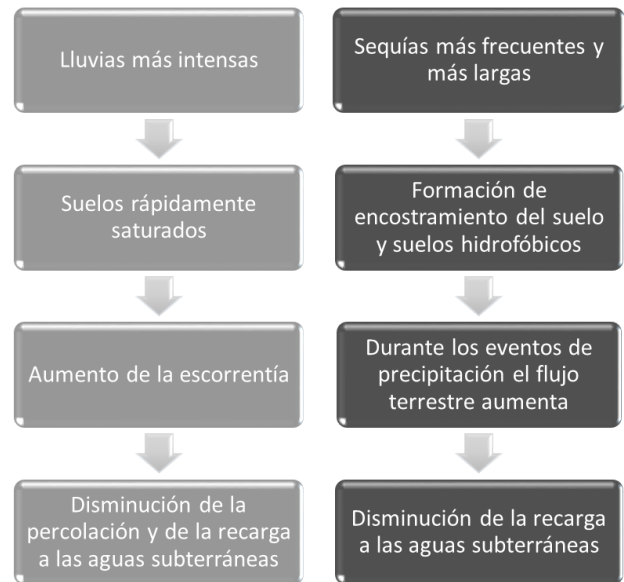 Lluvias más intensas
Suelos rápidamente
saturados
Aumento de la escorrentía
Disminución de la
percolación y de la recarga
a las aguas subterráneas
Sequías más frecuentes y
más largas
Formación de
encostramiento del suelo
y suelos hidrofóbicos
Durante los eventos de
precipitación el flujo
terrestre aumenta
Disminución de la recarga
a las aguas subterráneas